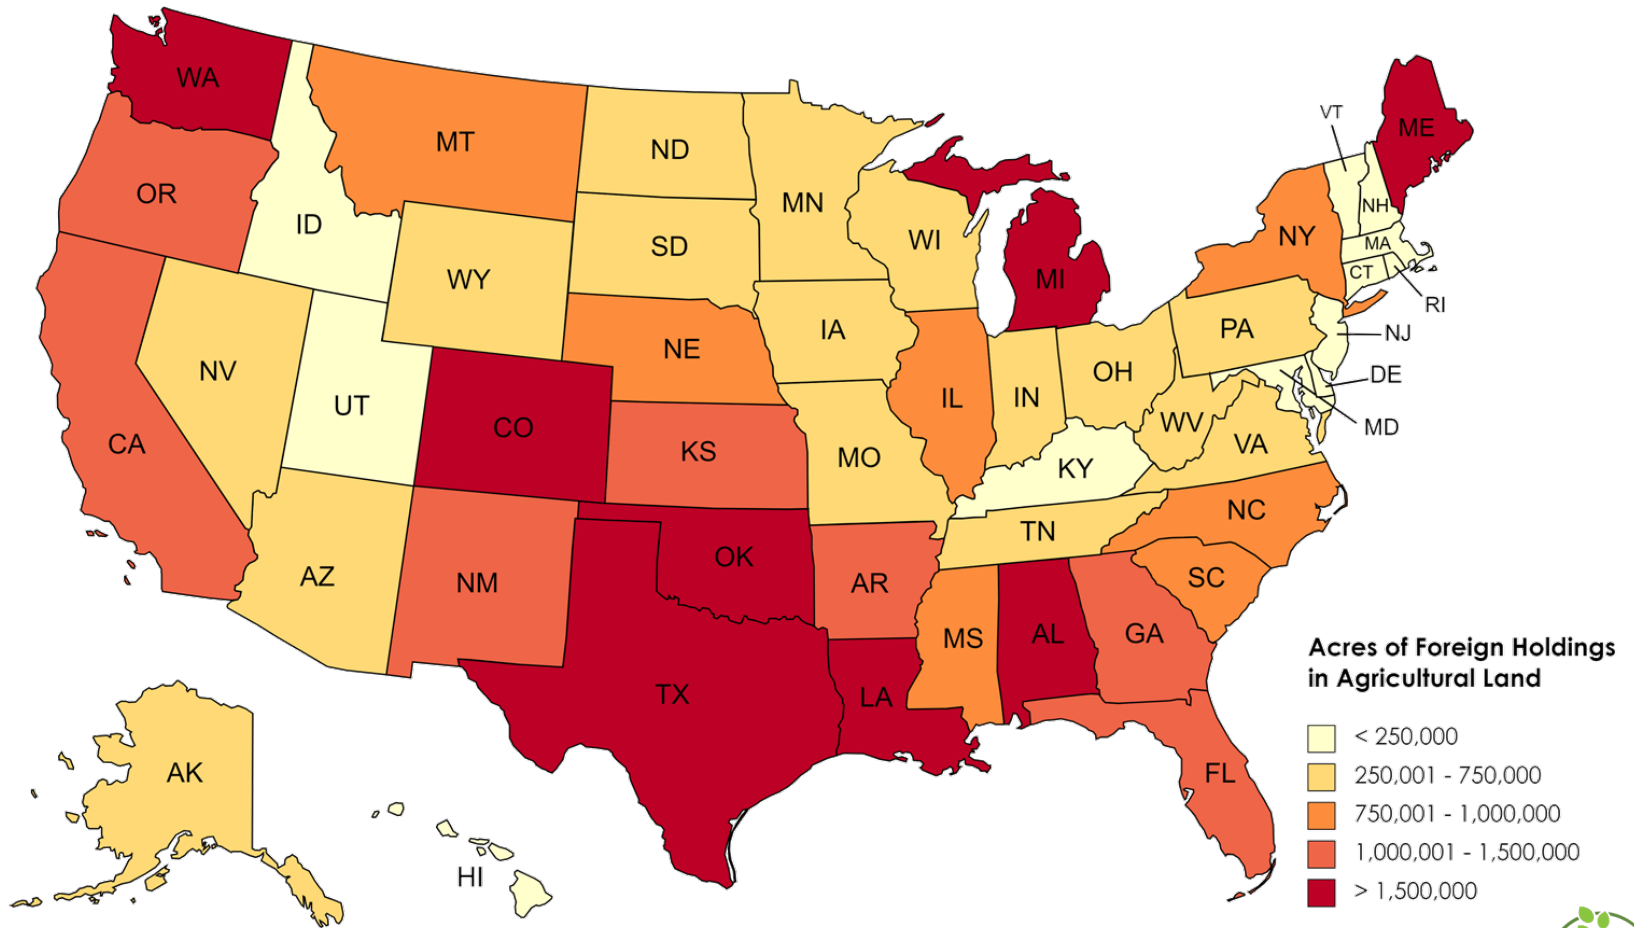 WA
MT
ND
MN
VT
ME
OR
ID
SD
WI
MI
NY
NH
MA
CT
RI
WY
IA
NE
PA
NJ
NV
UT
CO
IL
IN
OH
DE
MD
CA
KS
MO
KY
WV
VA
AZ
NM
OK
AR
TN
NC
SC
TX
LA
MS
AL
GA
FL
AK
HI
Acres of Foreign Holdings
in Agricultural Land
< 250,000
250,001 - 750,000
750,001 - 1,000,000
1,000,001 - 1,500,000
> 1,500,000